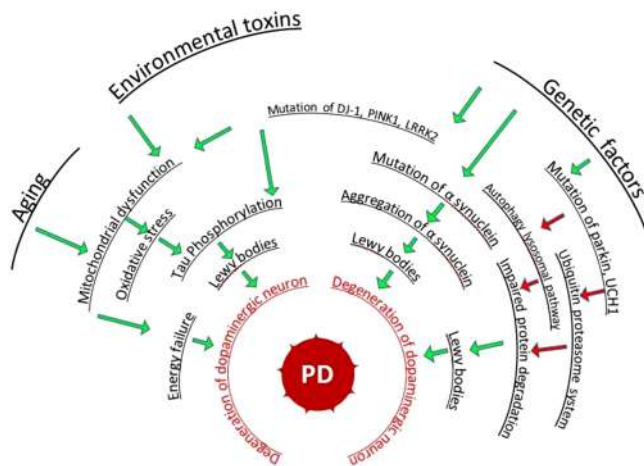 Environmental toxins
Genetic factors
Aging
Mutation of DJ-1, PINK1, LRRK2
Mitochondrial dysfunction
Oxidative stress
Tau Phosphorylation
Lewy bodies
Energy failure
Degeneration of dopaminergic neuron
PD
Degeneration of dopaminergic neuron
Lewy bodies
Aggregation of α synuclein
Mutation of α synuclein
Autophagy lysosomal pathway
Mutation of parkin, UCH1
Ubiquitin proteasome system
Impaired protein degradation
Lewy bodies